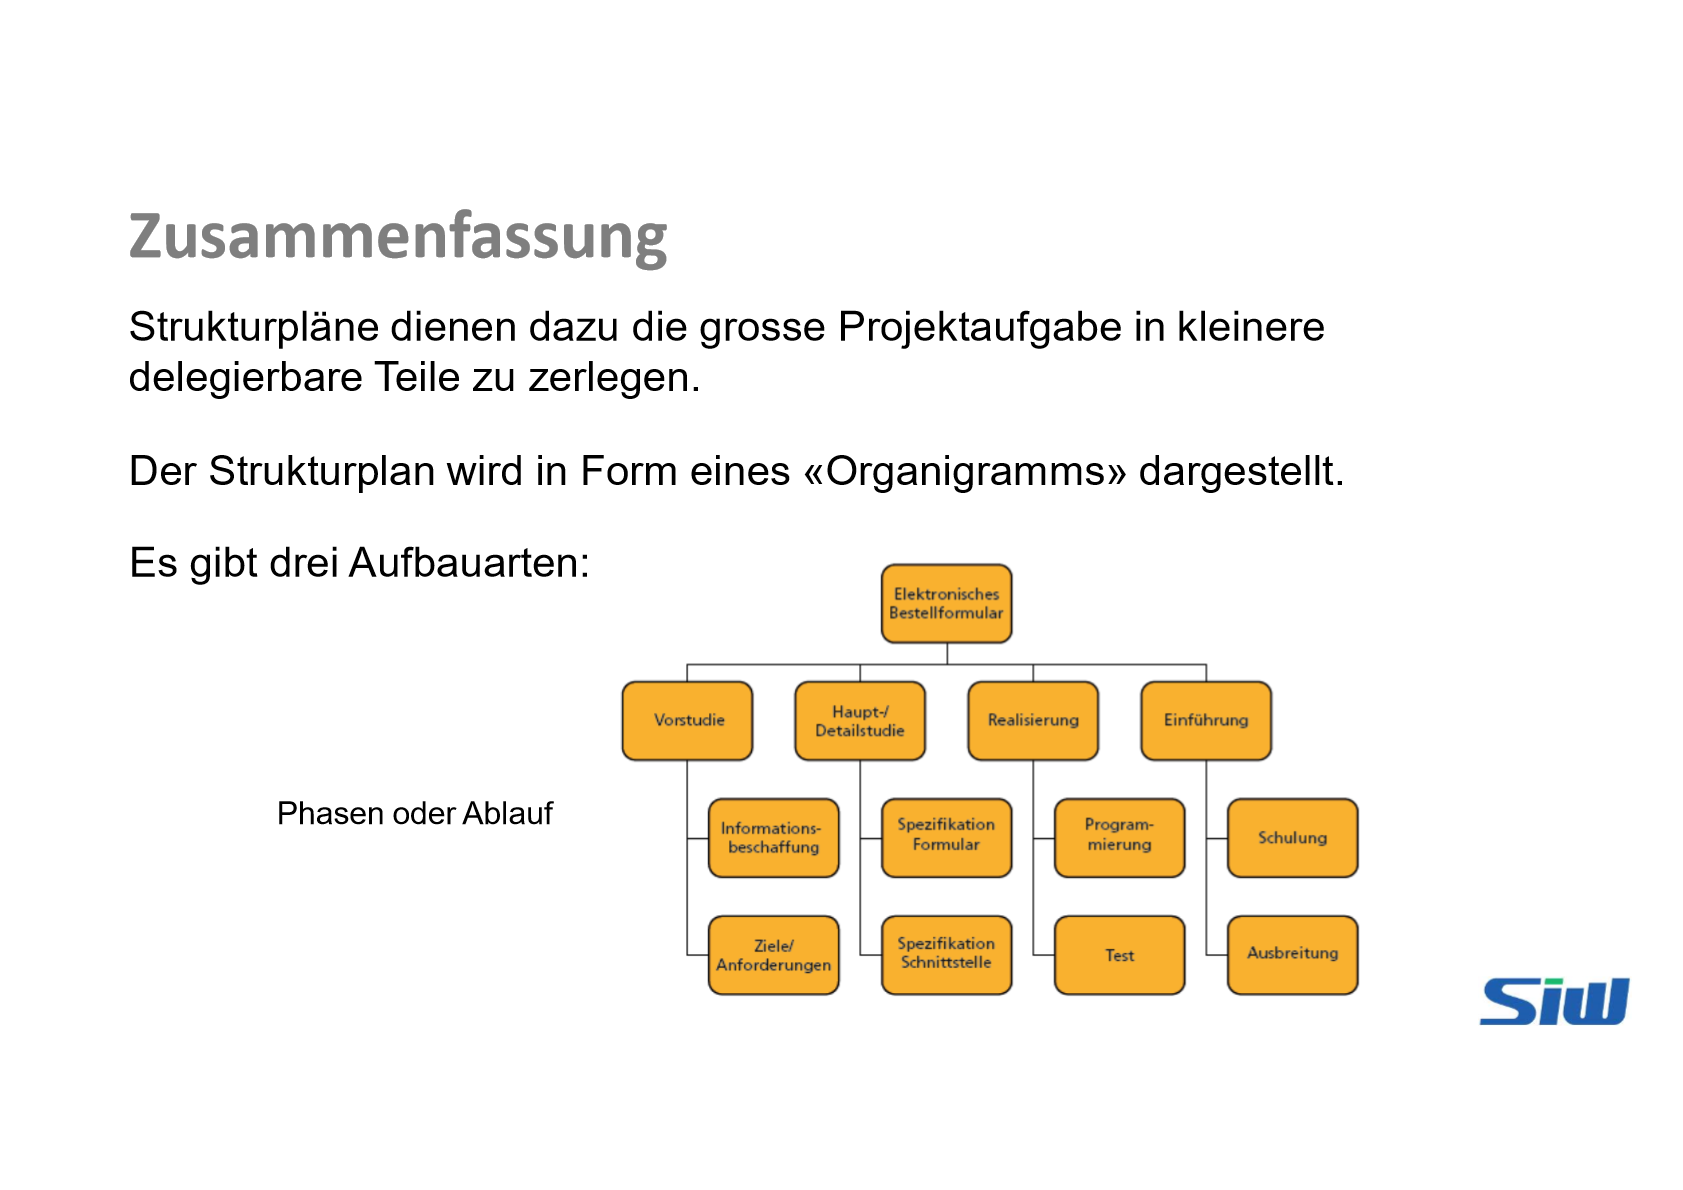 Zusammenfassung
Strukturpläne dienen dazu die grosse Projektaufgabe in kleinere
delegierbare Teile zu zerlegen.
Der Strukturplan wird in Form eines «Organigramms» dargestellt.
Es gibt drei Aufbauarten:
Elektronisches
Bestellformular
Vorstudie
Haupt-/
Detailstudie
Realisierung
Einführung
Phasen oder Ablauf
Informations-
beschaffung
Spezifikation
Formular
Program-
mierung
Schulung
Ziele/
Anforderungen
Spezifikation
Schnittstelle
Test
Ausbreitung
Siw